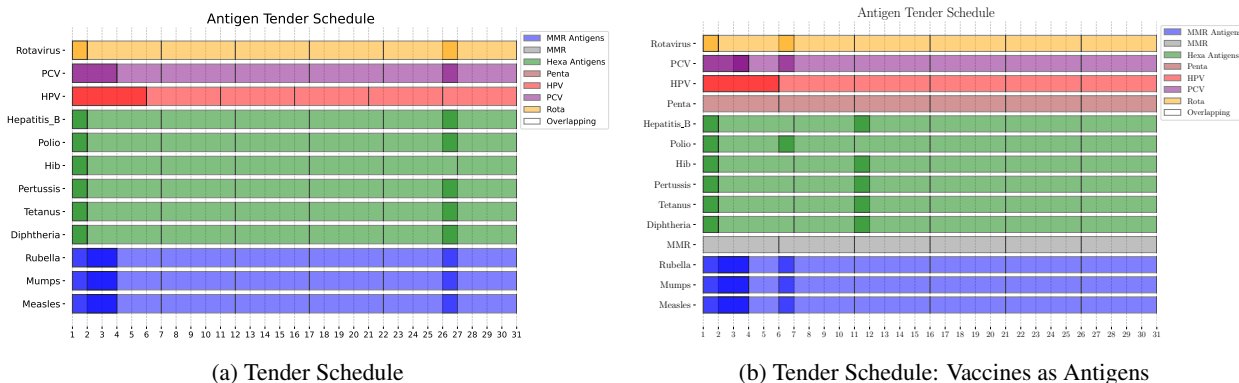 Antigen Tender Schedule
Rotavirus
PCV
HPV
Hepatitis_B
Polio
Hib
Pertussis
Tetanus
Diphtheria
Rubella
Mumps
Measles
1 2 3 4 5 6 7 8 9 10 11 12 13 14 15 16 17 18 19 20 21 22 23 24 25 26 27 28 29 30 31
MMR Antigens
MMR
Hexa Antigens
Penta
HPV
PCV
Rota
Overlapping
(a) Tender Schedule
Antigen Tender Schedule
Rotavirus
PCV
HPV
Penta
Hepatitis_B
Polio
Hib
Pertussis
Tetanus
Diphtheria
MMR
Rubella
Mumps
Measles
1 2 3 4 5 6 7 8 9 10 11 12 13 14 15 16 17 18 19 20 21 22 23 24 25 26 27 28 29 30 31
MMR Antigens
MMR
Hexa Antigens
Penta
HPV
PCV
Rota
Overlapping
(b) Tender Schedule: Vaccines as Antigens